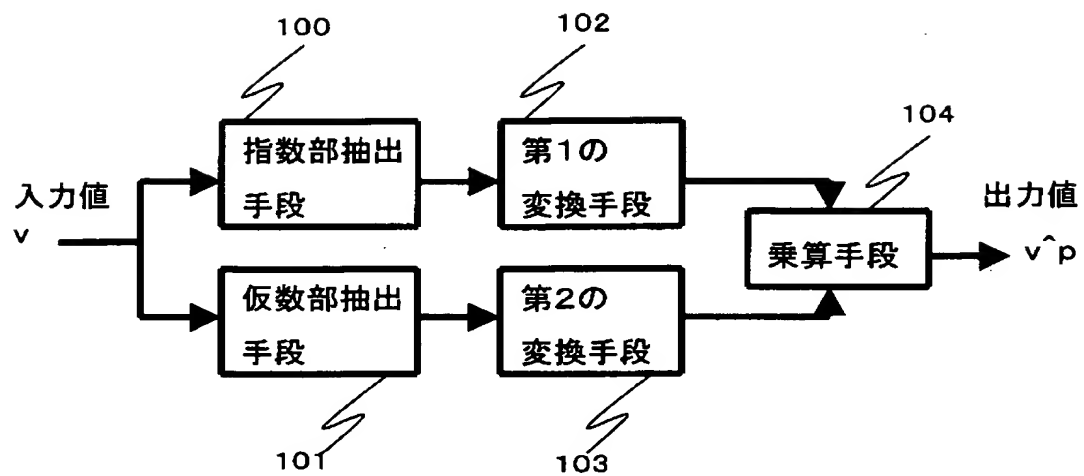 100
102
104
指数部抽出
手段
第1の
変換手段
入力値
v
出力値
v^p
乗算手段
仮数部抽出
手段
第2の
変換手段
101
103